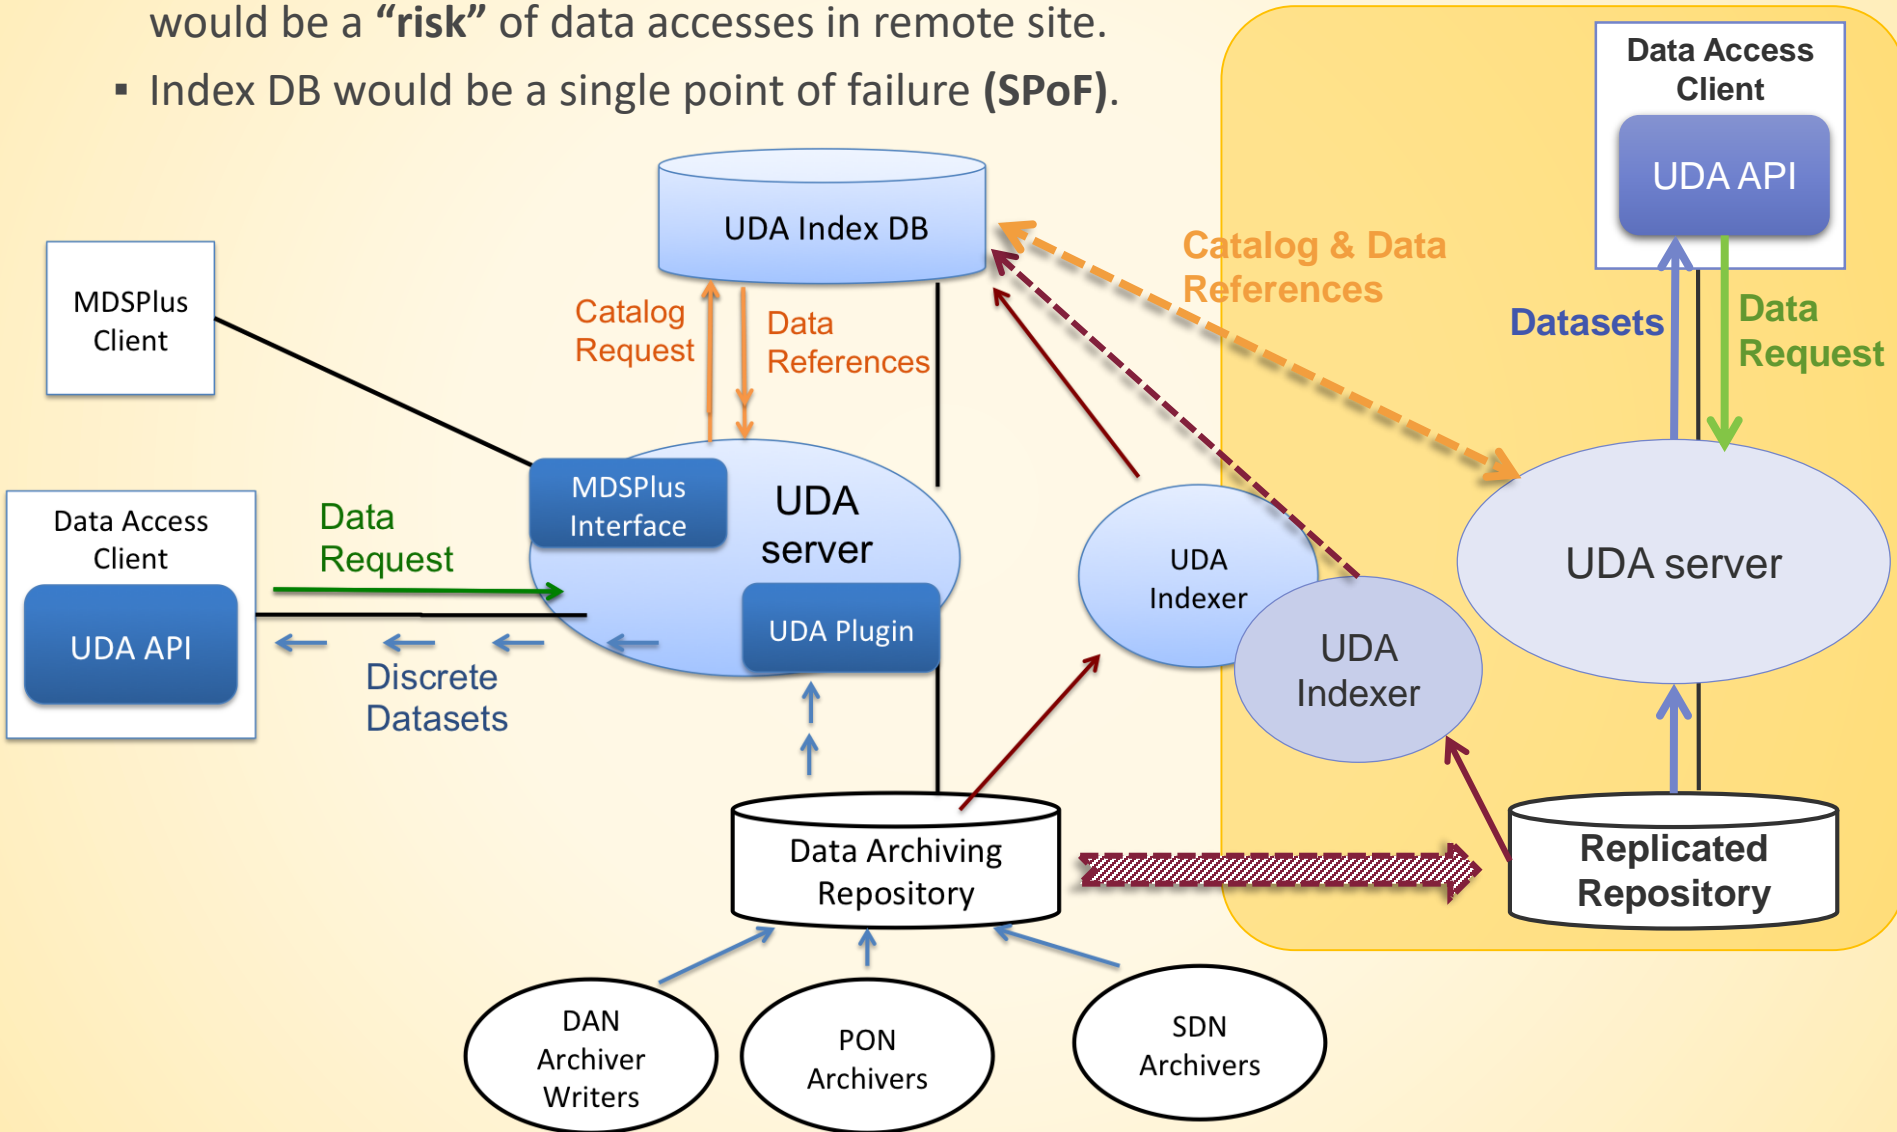 would be a “risk” of data accesses in remote site.
▪ Index DB would be a single point of failure (SPoF).
Data Access
Client
UDA API
UDA Index DB
Catalog & Data
References
MDSPlus
Client
Catalog
Request
Data
References
Datasets
Data
Request
MDSPlus
Interface
UDA
server
Data Access
Client
Data
Request
UDA API
UDA Plugin
Discrete
Datasets
UDA
Indexer
UDA
Indexer
UDA server
Data Archiving
Repository
Replicated
Repository
DAN
Archiver
Writers
PON
Archivers
SDN
Archivers